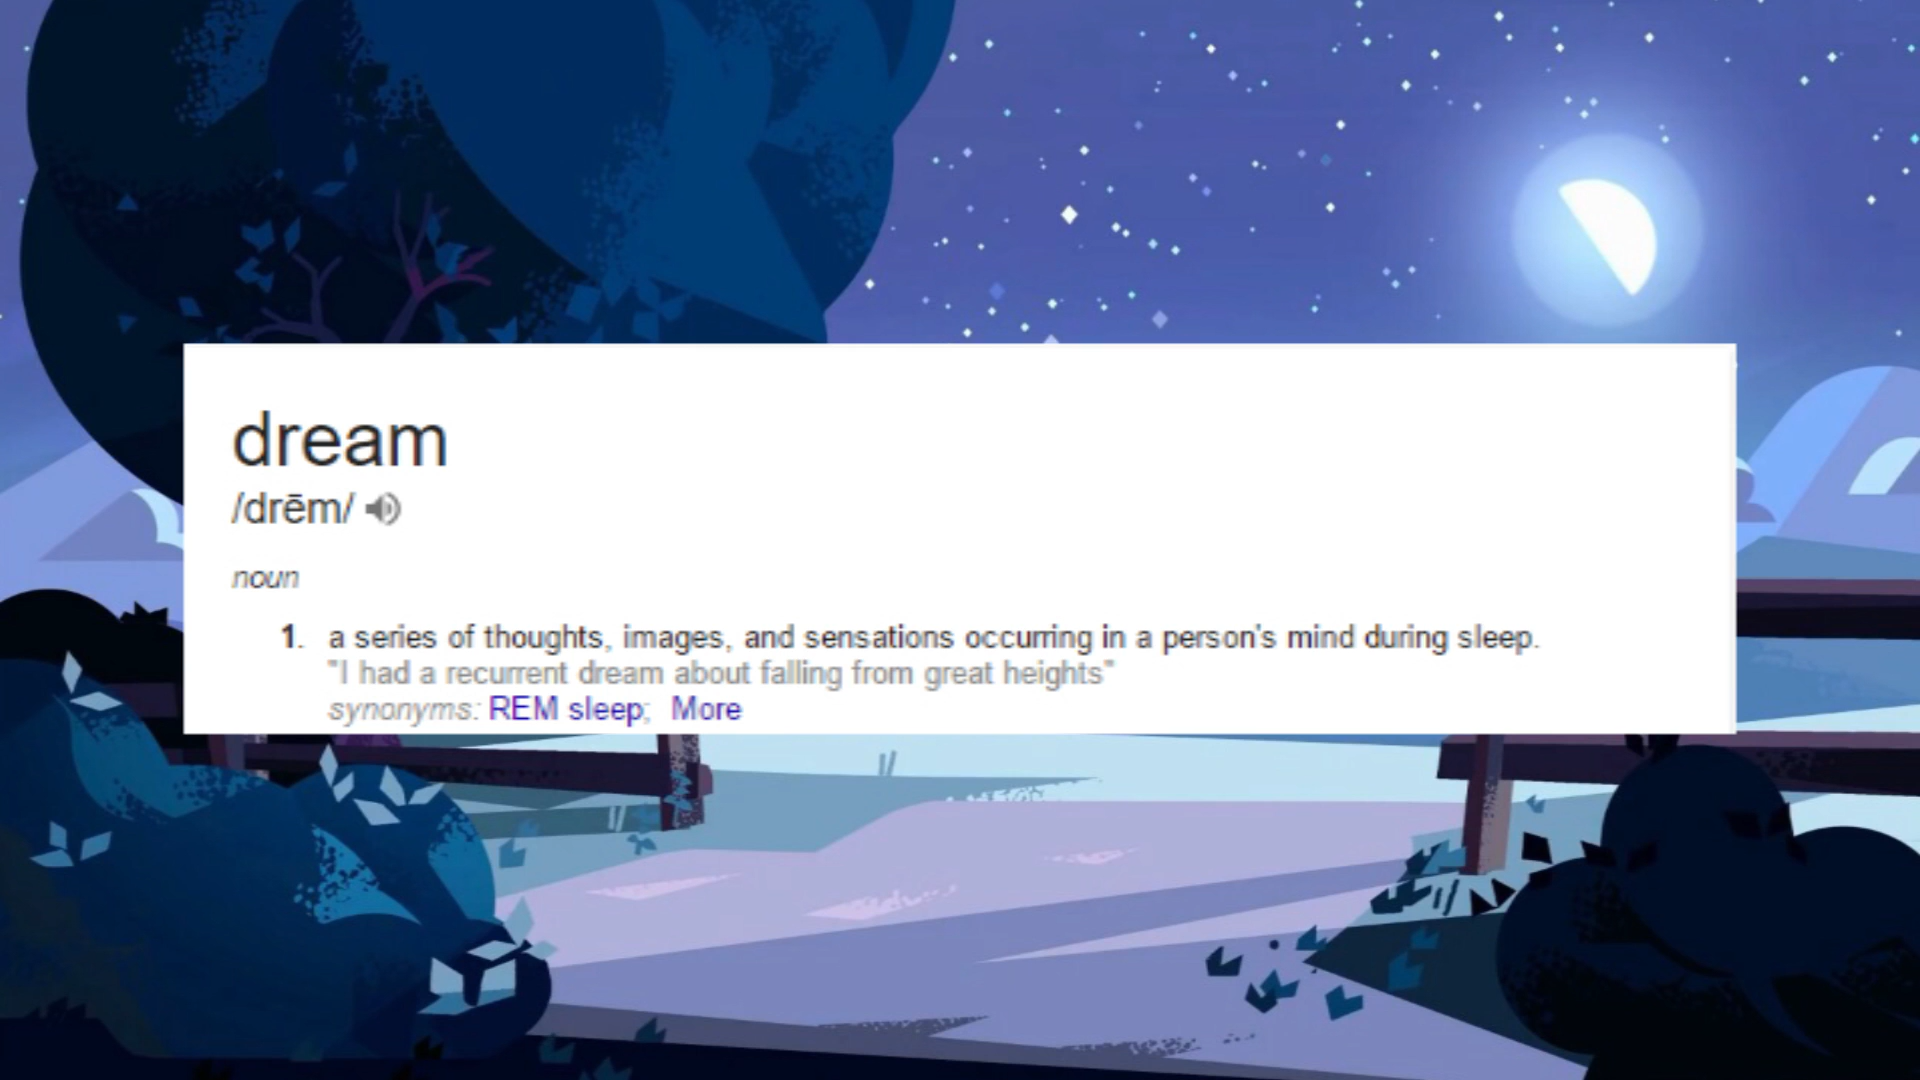 dream
/drēm/
noun
1. a series of thoughts, images, and sensations occurring in a person's mind during sleep.
"I had a recurrent dream about falling from great heights"
synonyms: REM sleep; More